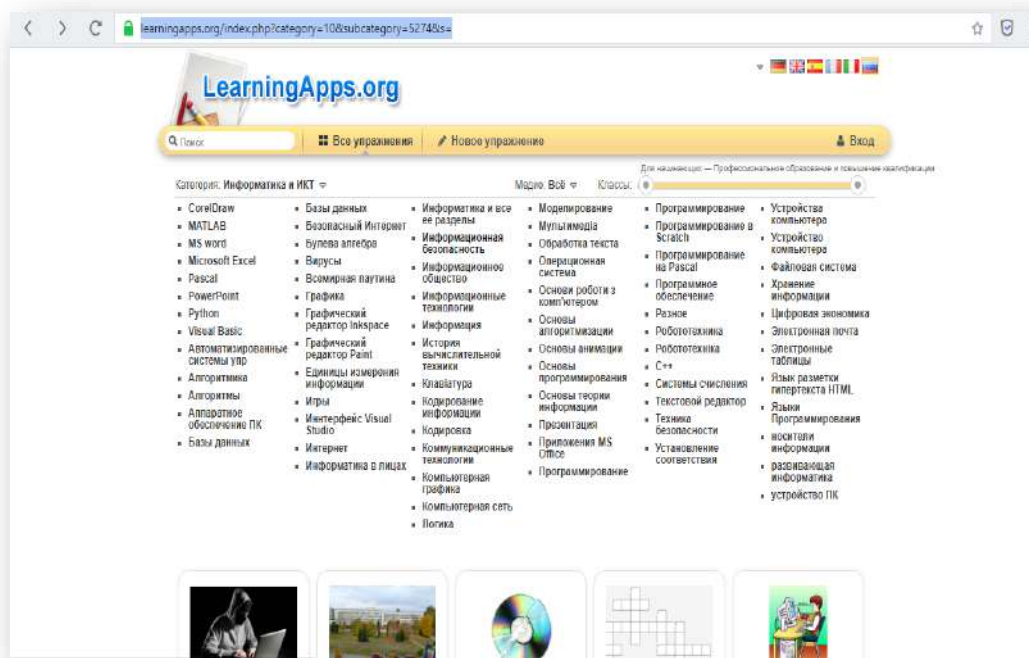 learningapps.org/index.php?category=10&subcategory=5274&s=
LearningApps.org
Поиск
Все упражнения
Новое упражнение
Вход
Для начинающих — Профессиональное образование и повышение квалификации
Категория: Информатика и ИКТ
Медиа: Всё
Классы:
CorelDraw
MATLAB
MS word
Microsoft Excel
Pascal
PowerPoint
Python
Visual Basic
Автоматизированные
системы упр
Алгоритмика
Алгоритмы
Аппаратное
обеспечение ПК
Базы данных
Базы данных
Безопасный Интернет
Булева алгебра
Вирусы
Всемирная паутина
Графика
Графический
редактор Inkspace
Графический
редактор Paint
Единицы измерения
информации
Игры
Иннтерфейс Visual
Studio
Интернет
Информатика в лицах
Информатика и все
ее разделы
Информационная
безопасность
Информационное
общество
Информационные
технологии
Информация
История
вычислительной
техники
Клавіатура
Кодирование
информации
Кодировка
Коммуникационные
технологии
Компьютерная
графика
Компьютерная сеть
Логика
Моделирование
Мультимедіа
Обработка текста
Операционная
система
Основи роботи з
комп'ютером
Основы
алгоритмизации
Основы анимации
Основы
программирования
Основы теории
информации
Презентация
Приложения MS
Office
Программирование
Программирование
Программирование в
Scratch
Программирование
на Pascal
Программное
обеспечение
Разное
Робототехника
Робототехніка
С++
Системы счисления
Текстовой редактор
Техника
безопасности
Установление
соответствия
Устройства
компьютера
Устройство
компьютера
Файловая система
Хранение
информации
Цифровая экономика
Электронная почта
Электронные
таблицы
Язык разметки
гипертекста HTML
Языки
Программирования
носители
информации
развивающая
информатика
устройство ПК